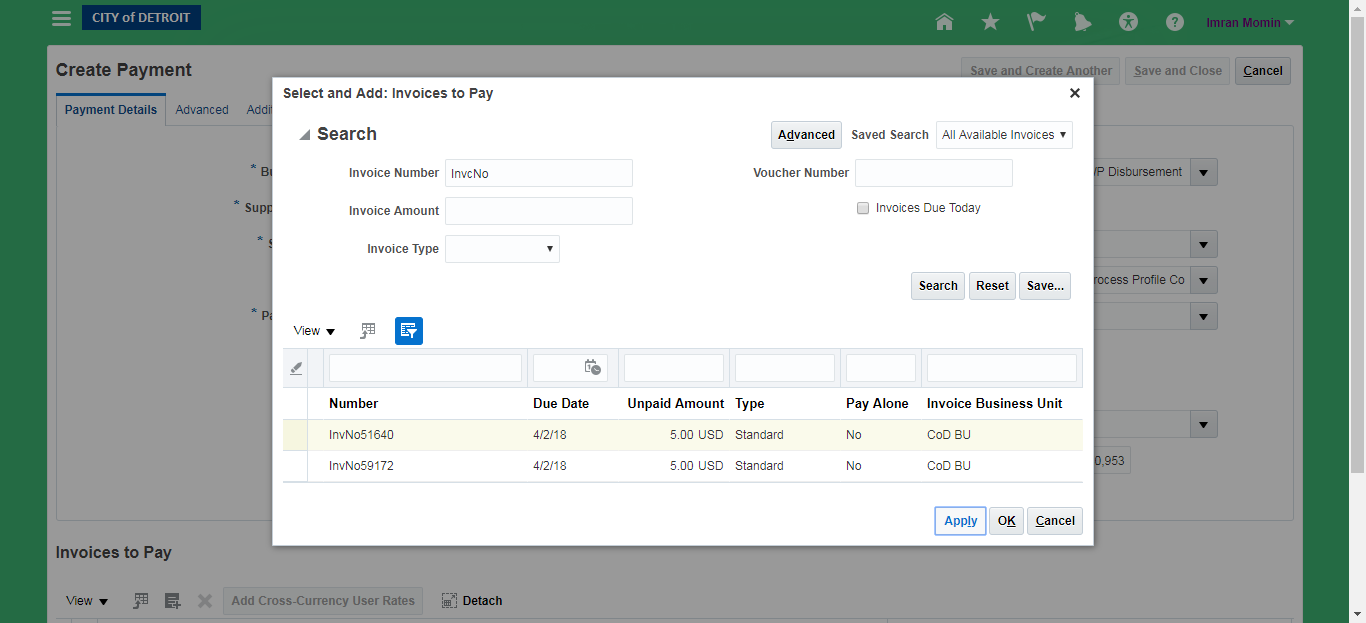 CITY of DETROIT
Imran Momin
Create Payment
Save and Create Another
Save and Close
Cancel
Payment Details
Advanced
Select and Add: Invoices to Pay
Search
Advanced
Saved Search
All Available Invoices
Invoice Number
InvcNo
Voucher Number
/P Disbursement
* Supp
Invoice Amount
Invoices Due Today
Invoice Type
rocess Profile Co
Search
Reset
Save...
View
Number
Due Date
Unpaid Amount
Type
Pay Alone
Invoice Business Unit
InvNo51640
4/2/18
5.00 USD
Standard
No
CoD BU
InvNo59172
4/2/18
5.00 USD
Standard
No
CoD BU
0,953
Apply
OK
Cancel
Invoices to Pay
View
Add Cross-Currency User Rates
Detach